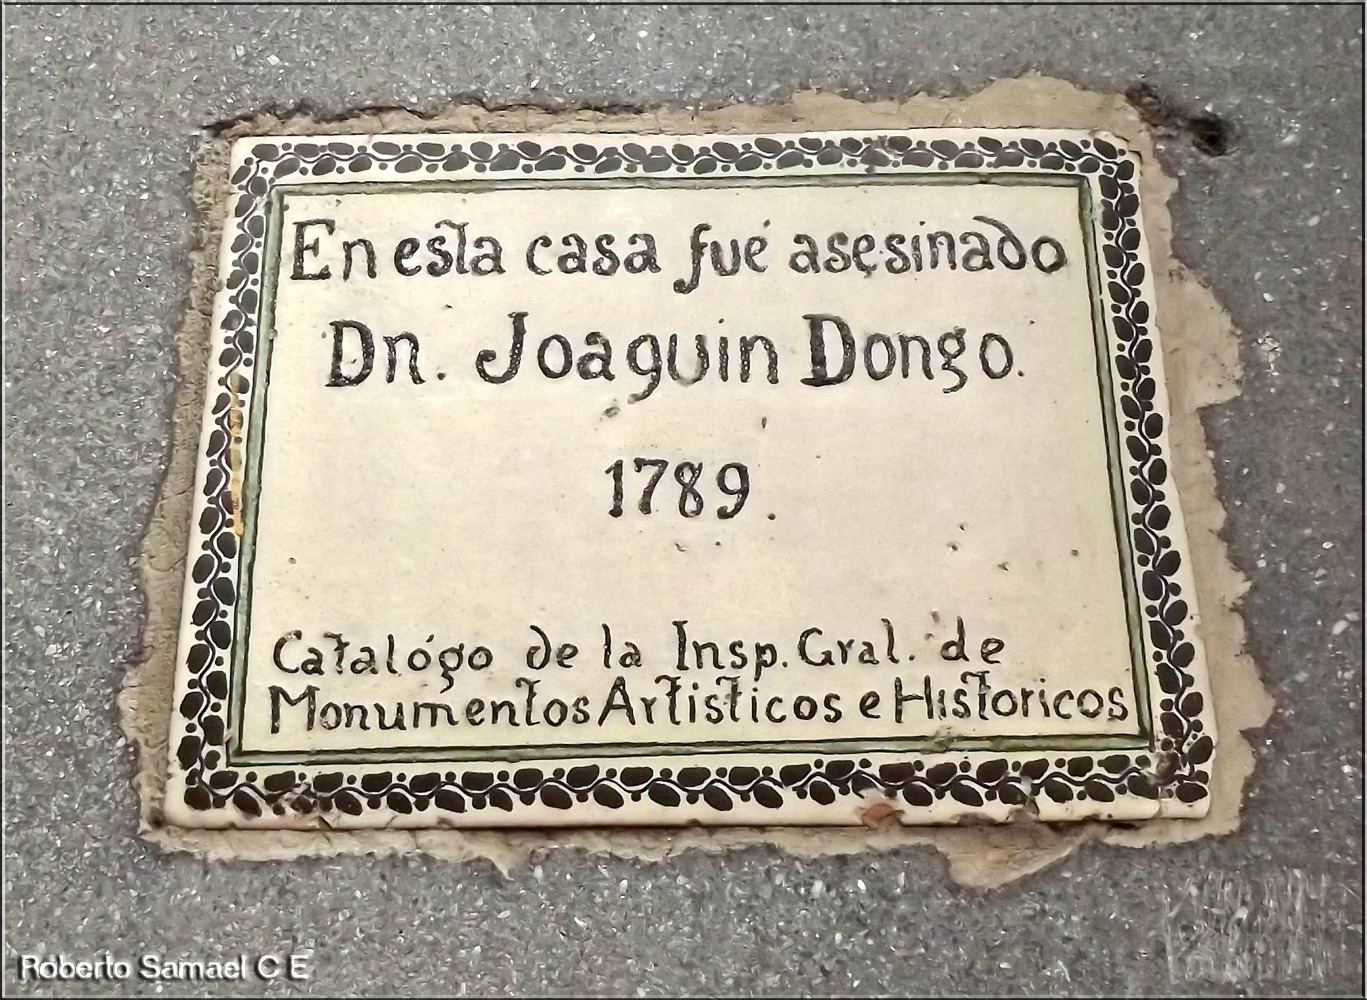 En esta casa fué asesinado
Dn. Joaquin Dongo.
1789.
Catalógo de la Insp. Gral. de
Monumentos Artisticos e Historicos
Roberto Samael C E